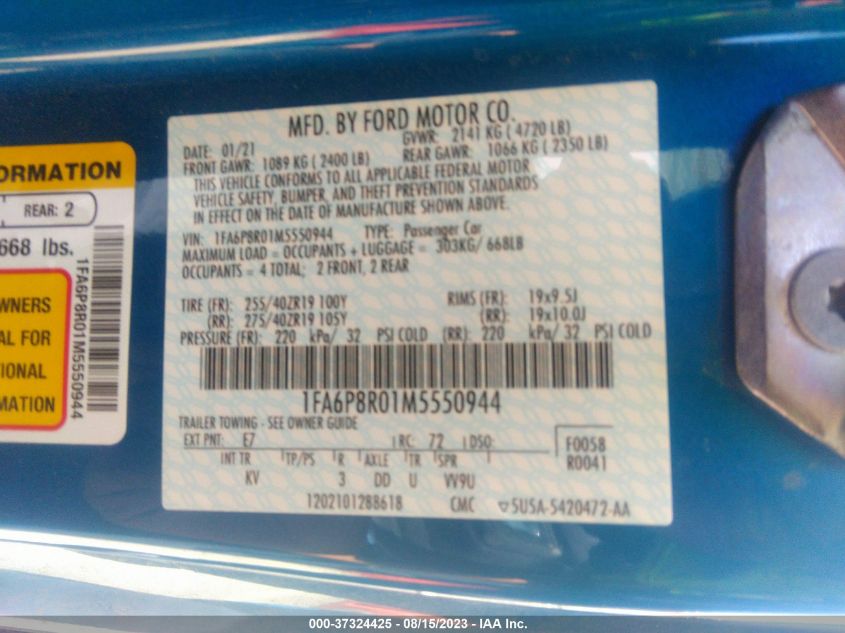 MFD. BY FORD MOTOR CO.
DATE: 01/21 GVWR: 2141 KG ( 4720 LB)
FRONT GAWR: 1089 KG ( 2400 LB) REAR GAWR: 1066 KG ( 2350 LB)
THIS VEHICLE CONFORMS TO ALL APPLICABLE FEDERAL MOTOR
VEHICLE SAFETY, BUMPER, AND THEFT PREVENTION STANDARDS
IN EFFECT ON THE DATE OF MANUFACTURE SHOWN ABOVE.
VIN: 1FA6P8R01M5550944 TYPE: Passenger Car
MAXIMUM LOAD = OCCUPANTS + LUGGAGE = 303KG/ 668LB
OCCUPANTS = 4 TOTAL; 2 FRONT, 2 REAR
TIRE (FR): 255/40ZR19 100Y RIMS (FR): 19x9.5J
(RR): 275/40ZR19 105Y (RR): 19x10.0J
PRESSURE (FR): 220 kPa/ 32 PSI COLD (RR): 220 kPa/ 32 PSI COLD
1FA6P8R01M5550944
TRAILER TOWING - SEE OWNER GUIDE
EXT PNT: E7 RC: 72 DSO: F0058
INT TR TP/PS R AXLE TR SPR R0041
KV 3 DD U VV9U
1202101288618 CMC 5U5A-5420472-AA
ORMATION
REAR: 2
668 lbs.
1FA6P8R01M5550944
WNERS
AL FOR
TIONAL
RMATION
000-37324425 - 08/15/2023 - IAA Inc.